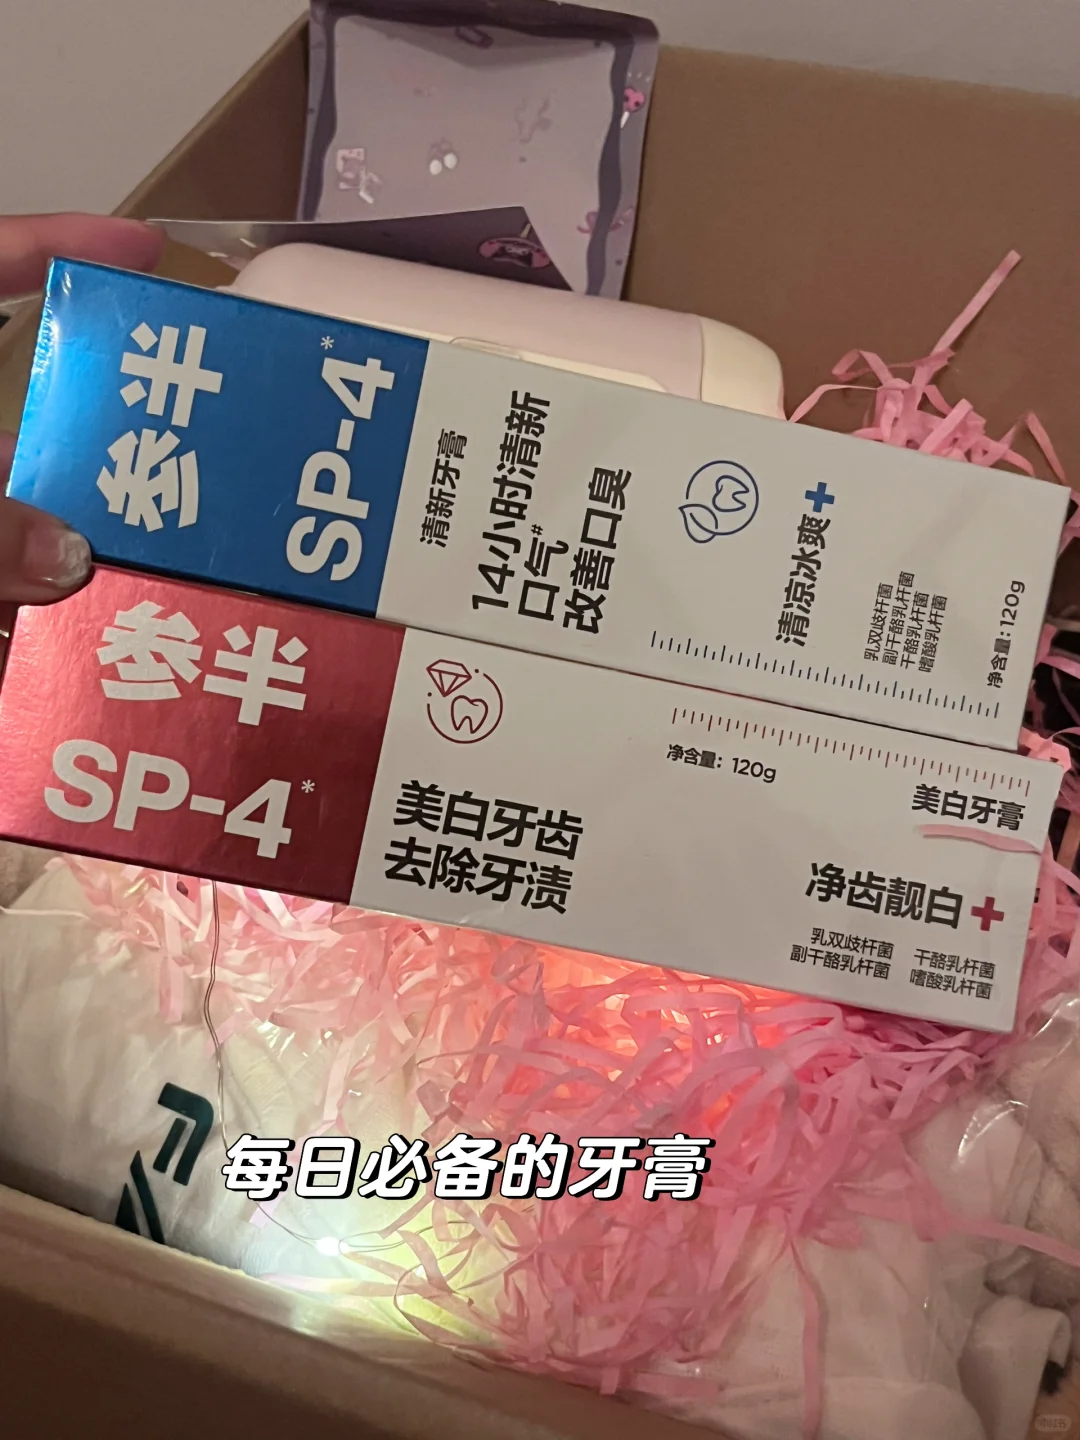 参半
SP-4*
清新牙膏
14小时清新
口气#
改善口臭
清凉冰爽+
乳双歧杆菌
副干酪乳杆菌
干酪乳杆菌
嗜酸乳杆菌
净含量：120g
参半
SP-4*
美白牙齿
去除牙渍
净含量：120g
美白牙膏
净齿靓白+
乳双歧杆菌 干酪乳杆菌
副干酪乳杆菌 嗜酸乳杆菌
每日必备的牙膏
小红书